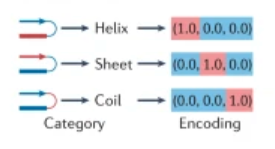 Helix (1.0, 0.0, 0.0)
Sheet (0.0, 1.0, 0.0)
Coil (0.0, 0.0, 1.0)
Category Encoding